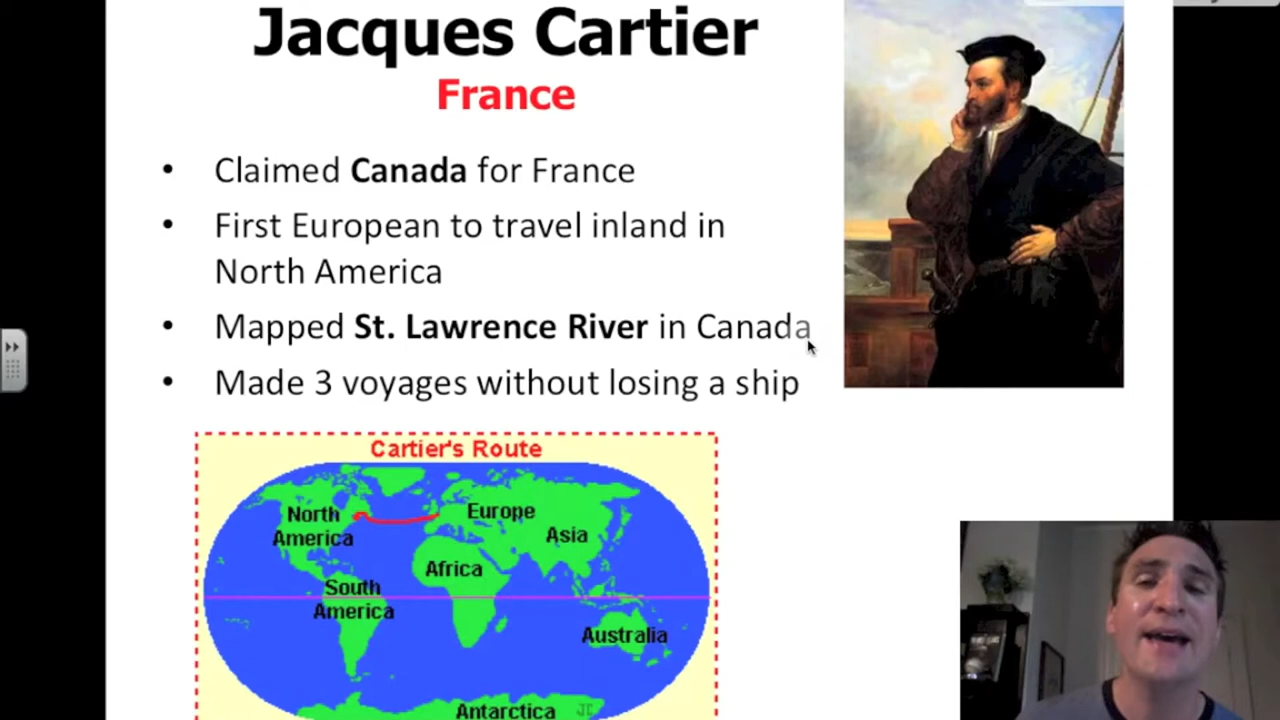 Jacques Cartier
France
• Claimed Canada for France
• First European to travel inland in
North America
• Mapped St. Lawrence River in Canada
• Made 3 voyages without losing a ship
Cartier's Route
North
America
Europe
Asia
Africa
South
America
Australia
Antarctica